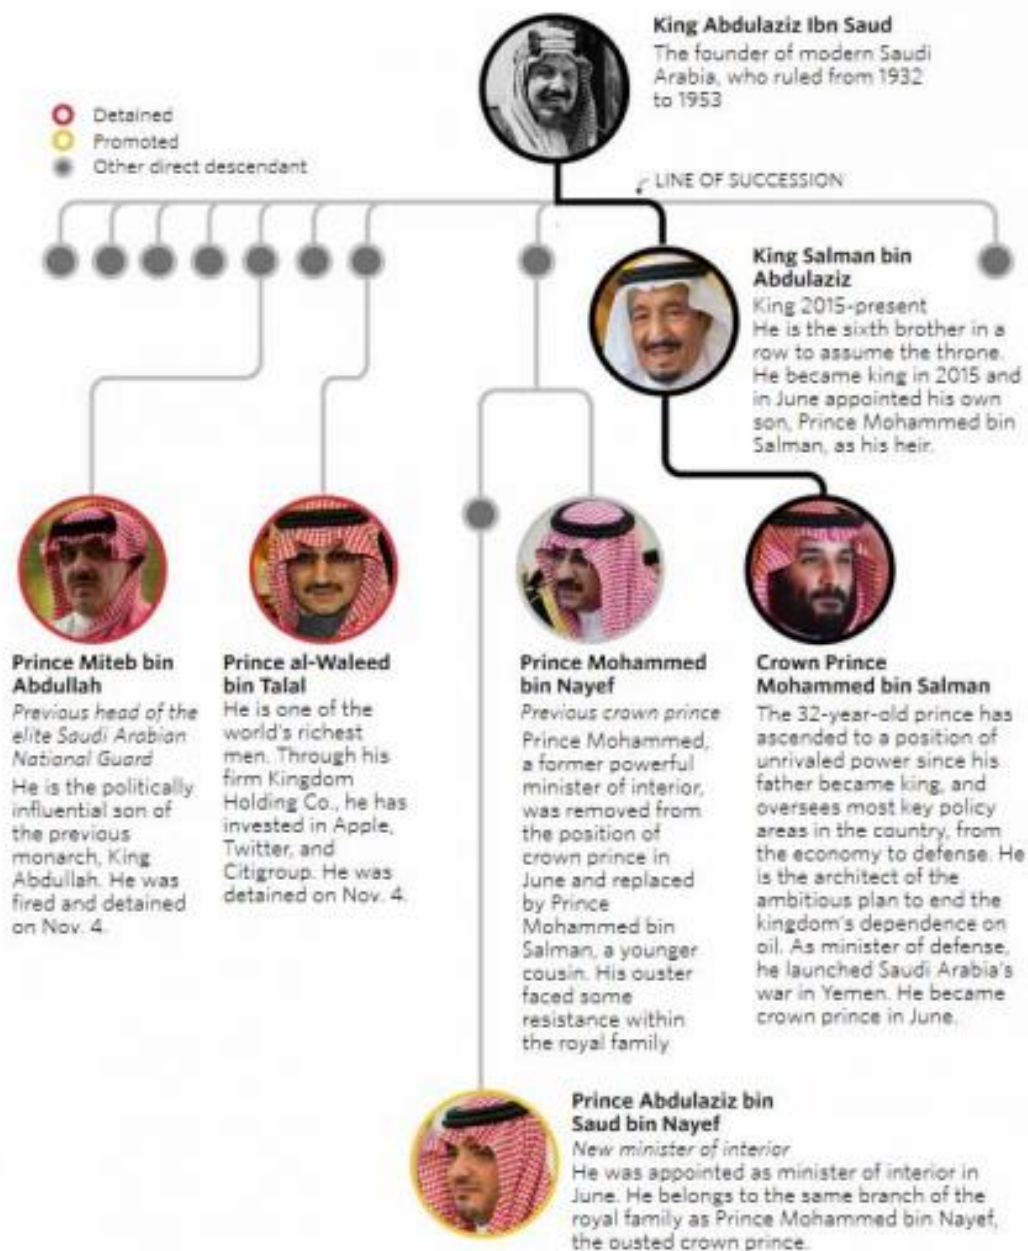 King Abdulaziz Ibn Saud
The founder of modern Saudi
Arabia, who ruled from 1932
to 1953
Detained
Promoted
Other direct descendant
LINE OF SUCCESSION
King Salman bin
Abdulaziz
King 2015-present
He is the sixth brother in a
row to assume the throne.
He became king in 2015 and
in June appointed his own
son, Prince Mohammed bin
Salman, as his heir.
Prince Miteb bin
Abdullah
Previous head of the
elite Saudi Arabian
National Guard
He is the politically
influential son of
the previous
monarch, King
Abdullah. He was
fired and detained
on Nov. 4.
Prince al-Waleed
bin Talal
He is one of the
world's richest
men. Through his
firm Kingdom
Holding Co., he has
invested in Apple,
Twitter, and
Citigroup. He was
detained on Nov. 4.
Prince Mohammed
bin Nayef
Previous crown prince
Prince Mohammed,
a former powerful
minister of interior,
was removed from
the position of
crown prince in
June and replaced
by Prince
Mohammed bin
Salman, a younger
cousin. His ouster
faced some
resistance within
the royal family
Crown Prince
Mohammed bin Salman
The 32-year-old prince has
ascended to a position of
unrivaled power since his
father became king, and
oversees most key policy
areas in the country, from
the economy to defense. He
is the architect of the
ambitious plan to end the
kingdom's dependence on
oil. As minister of defense,
he launched Saudi Arabia's
war in Yemen. He became
crown prince in June.
Prince Abdulaziz bin
Saud bin Nayef
New minister of interior
He was appointed as minister of interior in
June. He belongs to the same branch of the
royal family as Prince Mohammed bin Nayef,
the ousted crown prince.